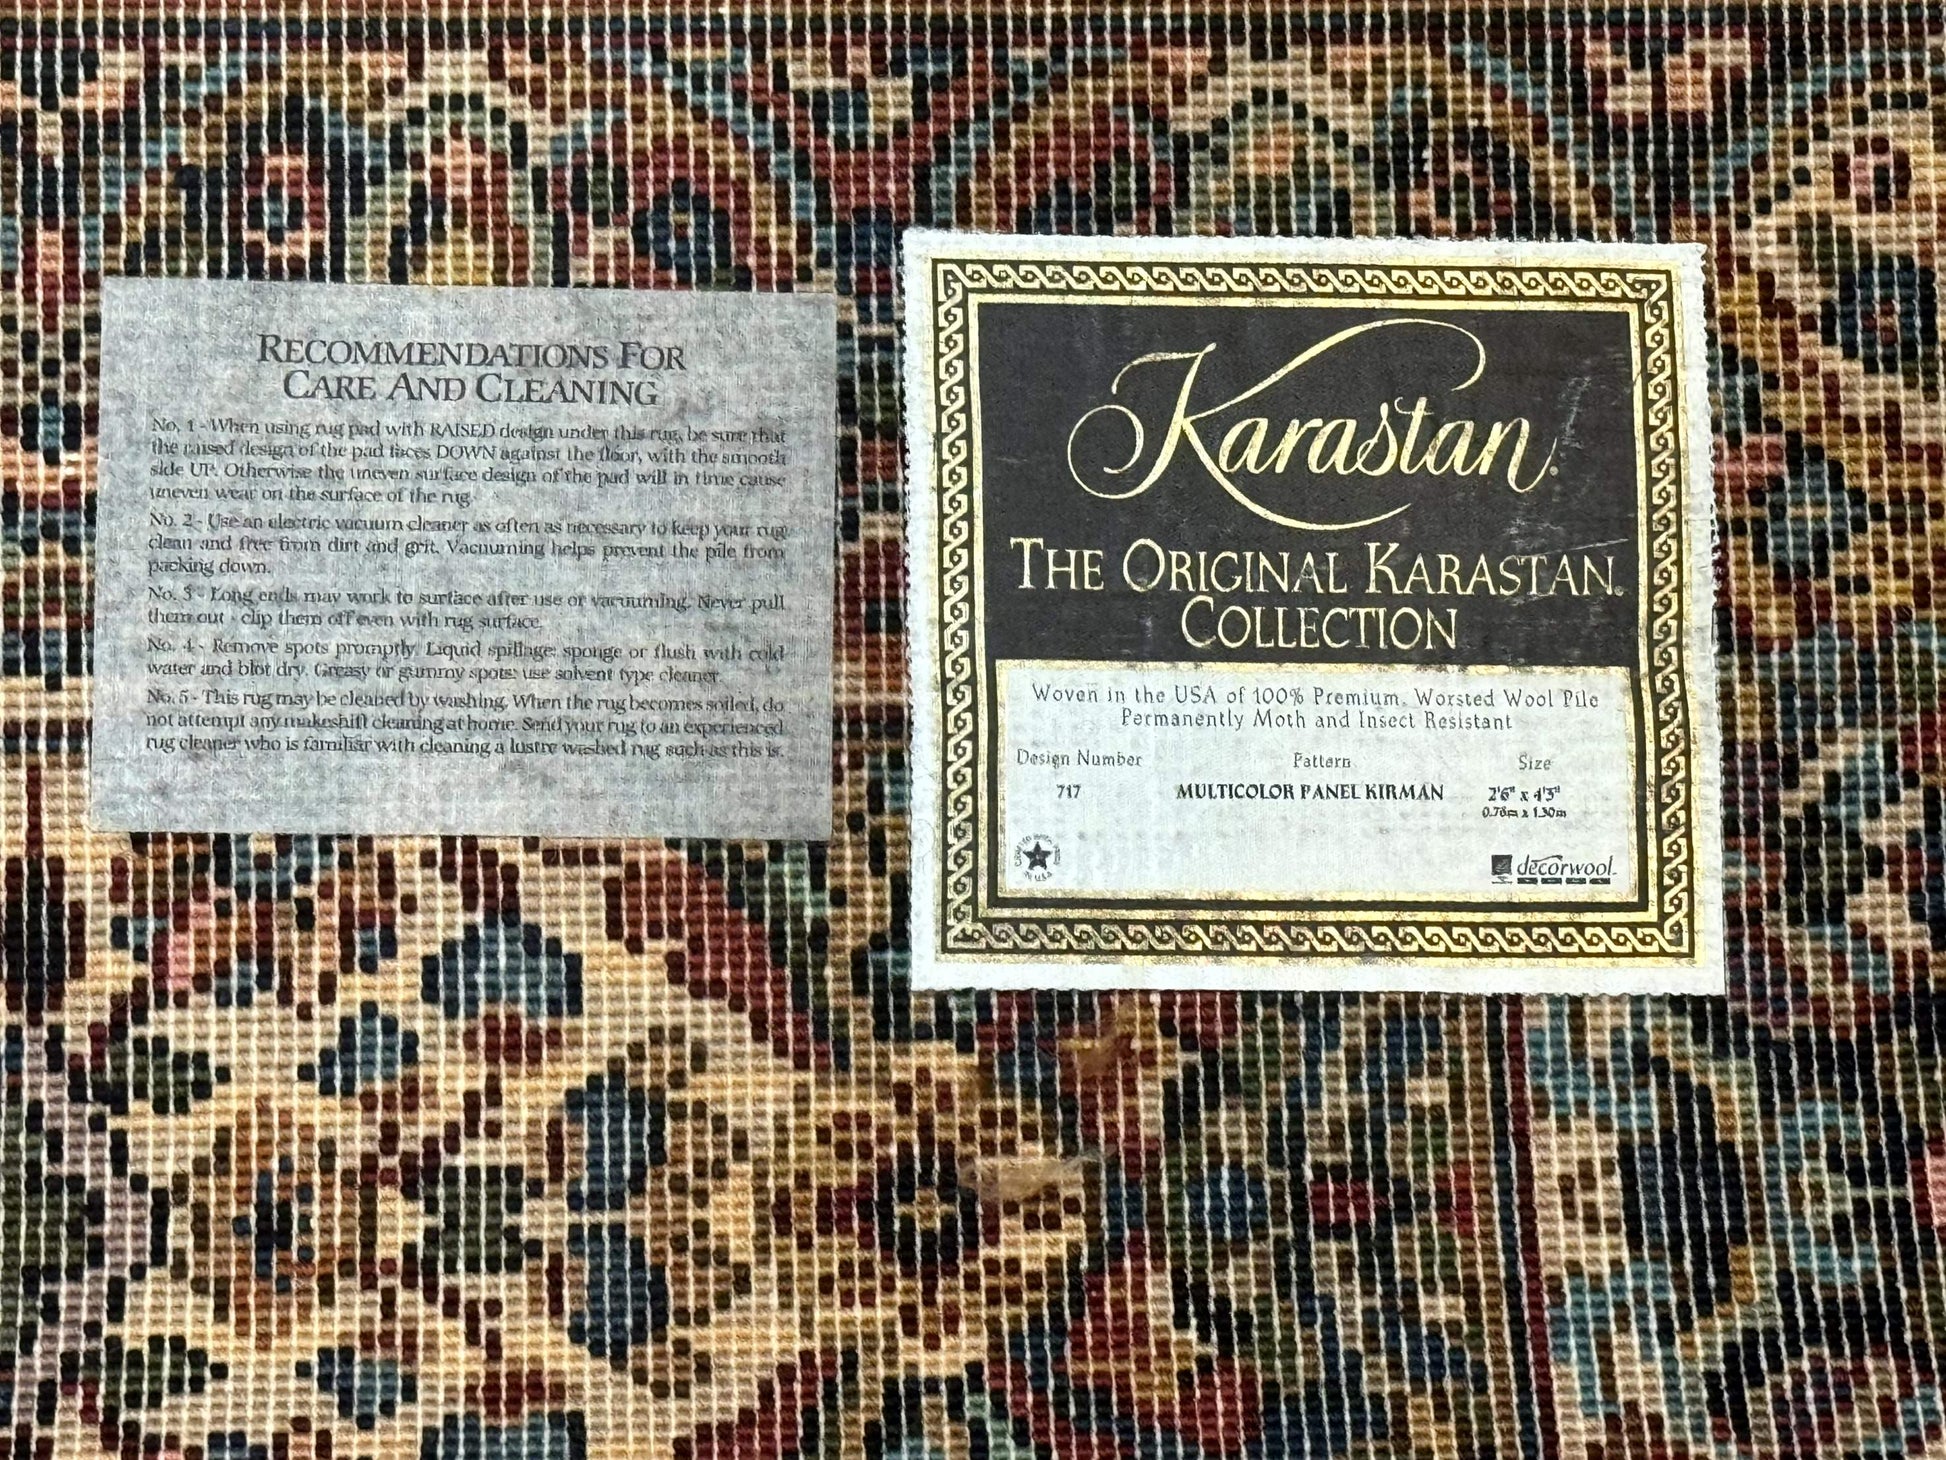 RECOMMENDATIONS FOR
CARE AND CLEANING
No. 1 - When using rug pad with RAISED design under this rug, be sure that
the raised design of the pad faces DOWN against the floor, with the smooth
side UP. Otherwise the uneven surface design of the pad will in time cause
uneven wear on the surface of the rug.
No. 2 - Use an electric vacuum cleaner as often as necessary to keep your rug
clean and free from dirt and grit. Vacuuming helps prevent the pile from
packing down.
No. 3 - Long ends may work to surface after use or vacuuming. Never pull
them out - clip them off even with rug surface.
No. 4 - Remove spots promptly. Liquid spillage: sponge or flush with cold
water and blot dry. Greasy or gummy spots: use solvent type cleaner.
No. 5 - This rug may be cleaned by washing. When the rug becomes soiled, do
not attempt any makeshift cleaning at home. Send your rug to an experienced
rug cleaner who is familiar with cleaning a lustre washed rug such as this is.
Karastan®
THE ORIGINAL KARASTAN®
COLLECTION
Woven in the USA of 100% Premium, Worsted Wool Pile
Permanently Moth and Insect Resistant
Design Number Pattern Size
717 MULTICOLOR PANEL KIRMAN 2'6" x 4'3"
0.76m x 1.30m
decorwool